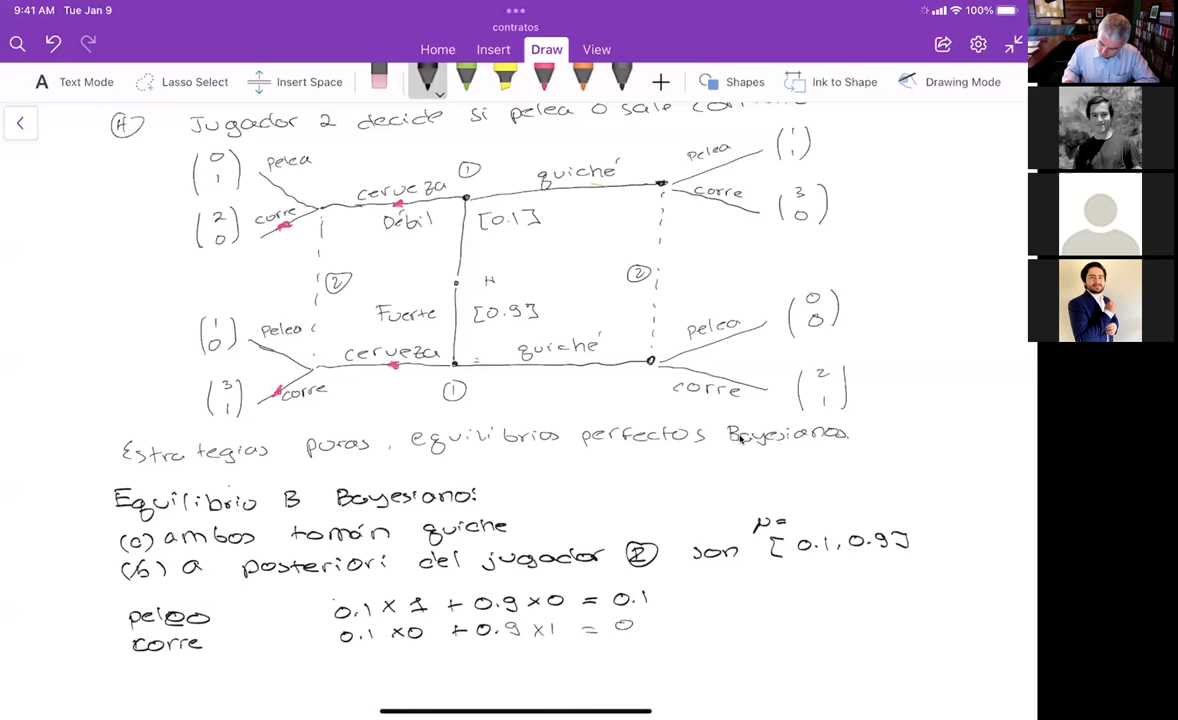 9:41 AM Tue Jan 9
100%
contratos
Home Insert Draw View
Text Mode Lasso Select Insert Space Shapes Ink to Shape Drawing Mode
A) Jugador 2 decide si pelea o sale
(0 1) pelea
cerveza
1
quiché
pelea
(1 1)
(2 0) corre
Débil
[0.1]
corre
(3 0)
2
H
2
Fuerte
[0.9]
(1 0) pelea
cerveza
quiché
pelea
(0 0)
(3 1) corre
1
corre
(2 1)
Estrategias puras, equilibrios perfectos Bayesianos.
Equilibrio B Bayesiano:
(a) ambos tomán quiche
(b) a posteriori del jugador 2 son μ= [0.1, 0.9]
pelea 0.1 × 1 + 0.9 × 0 = 0.1
corre 0.1 × 0 + 0.9 × 1 = 0